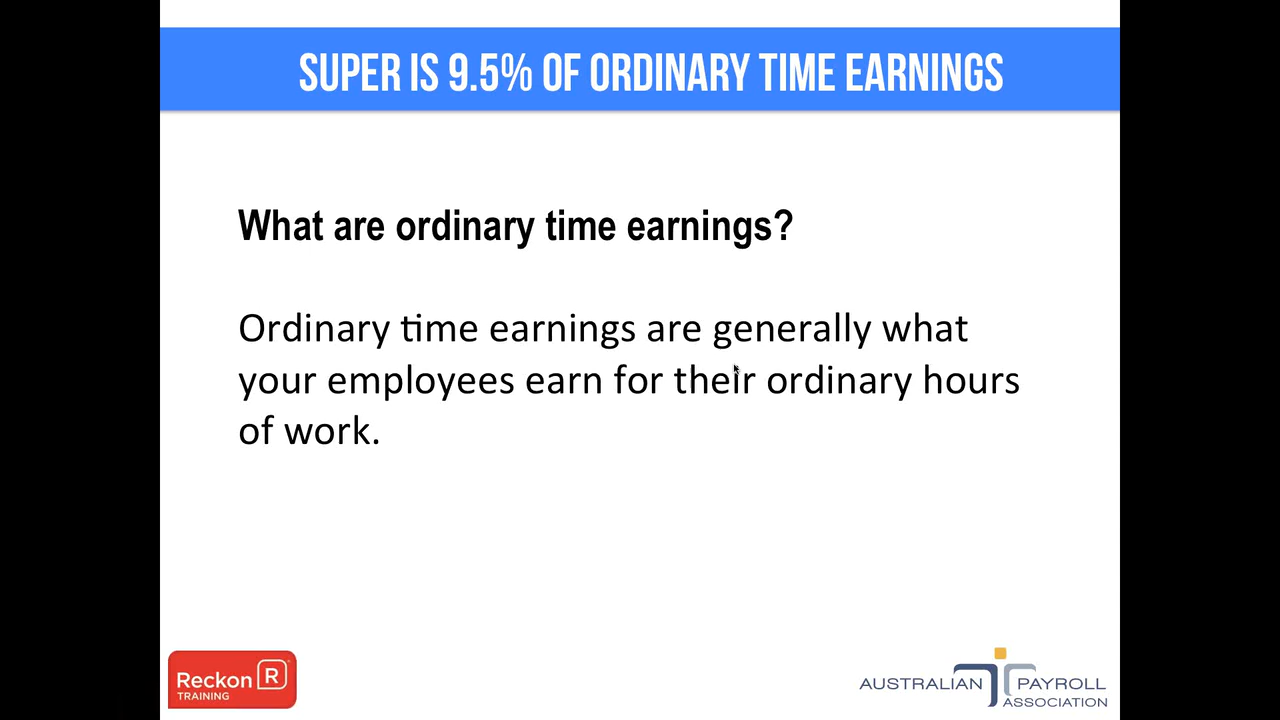 SUPER IS 9.5% OF ORDINARY TIME EARNINGS
What are ordinary time earnings?
Ordinary time earnings are generally what
your employees earn for their ordinary hours
of work.
Reckon R
TRAINING
AUSTRALIAN PAYROLL
ASSOCIATION